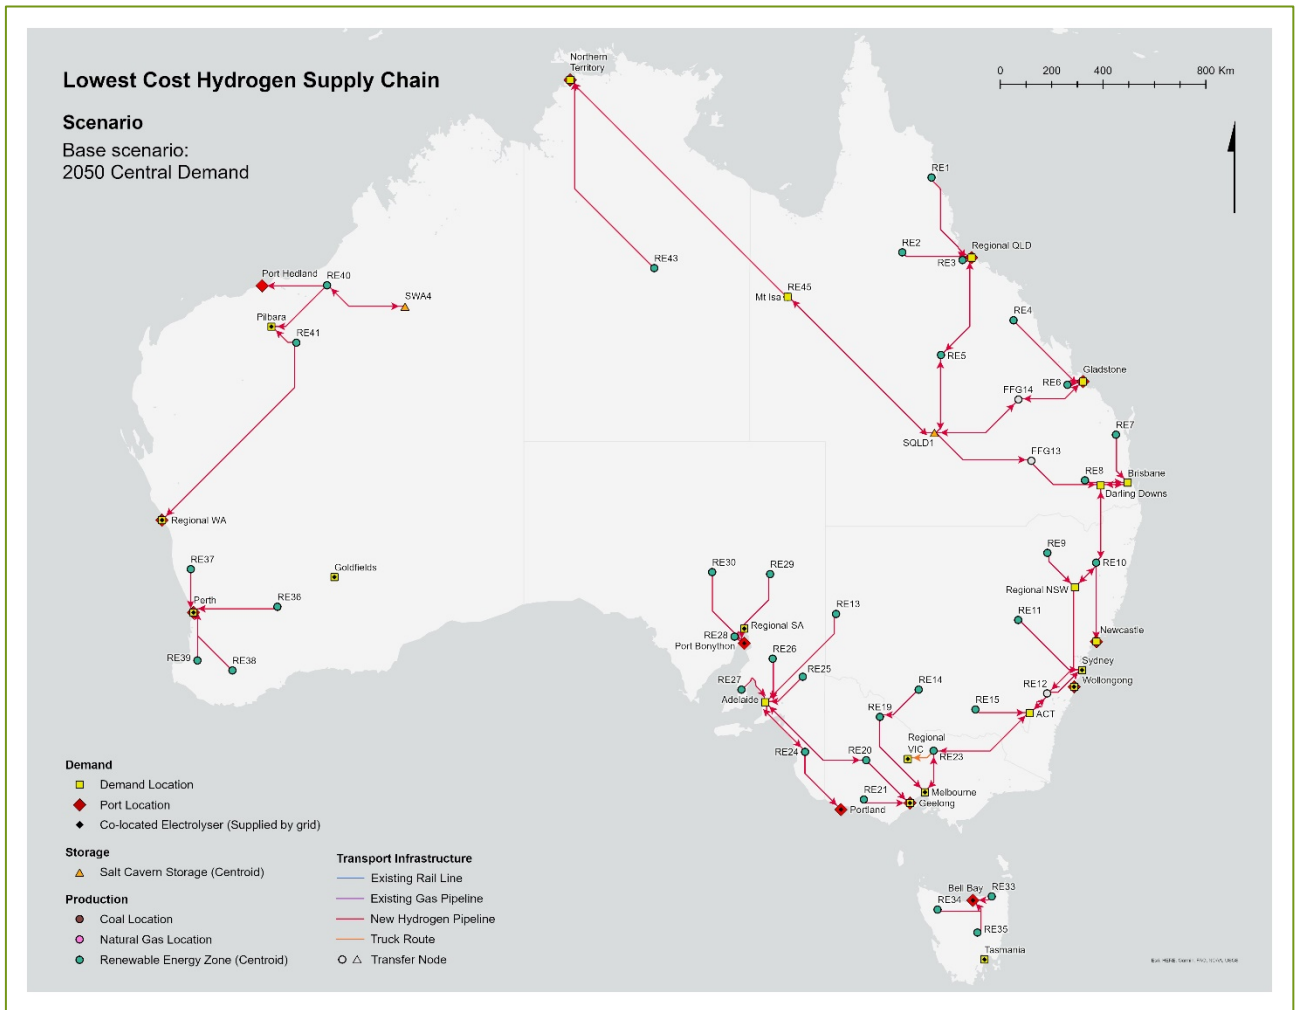 Lowest Cost Hydrogen Supply Chain
Scenario
Base scenario:
2050 Central Demand
0 200 400 800 Km
Northern
Territory
RE1
RE2
RE3
Regional QLD
RE43
RE45
Mt Isa
Port Hedland
RE40
SWA4
Pilbara
RE41
RE4
RE5
Gladstone
RE6
FFG14
SQLD1
FFG13
RE7
RE8
Brisbane
Darling Downs
Regional WA
RE37
Goldfields
Perth
RE36
RE39
RE38
RE9
RE10
Regional NSW
RE11
Newcastle
Sydney
RE12
Wollongong
RE30
RE29
RE13
Regional SA
RE28
Port Bonython
RE26
RE25
RE27
Adelaide
RE14
RE15
ACT
RE19
Regional
VIC
RE23
RE24
RE20
RE21
Melbourne
Geelong
Portland
Bell Bay
RE33
RE34
RE35
Tasmania
Demand
Demand Location
Port Location
Co-located Electrolyser (Supplied by grid)
Storage
Salt Cavern Storage (Centroid)
Production
Coal Location
Natural Gas Location
Renewable Energy Zone (Centroid)
Transport Infrastructure
Existing Rail Line
Existing Gas Pipeline
New Hydrogen Pipeline
Truck Route
Transfer Node